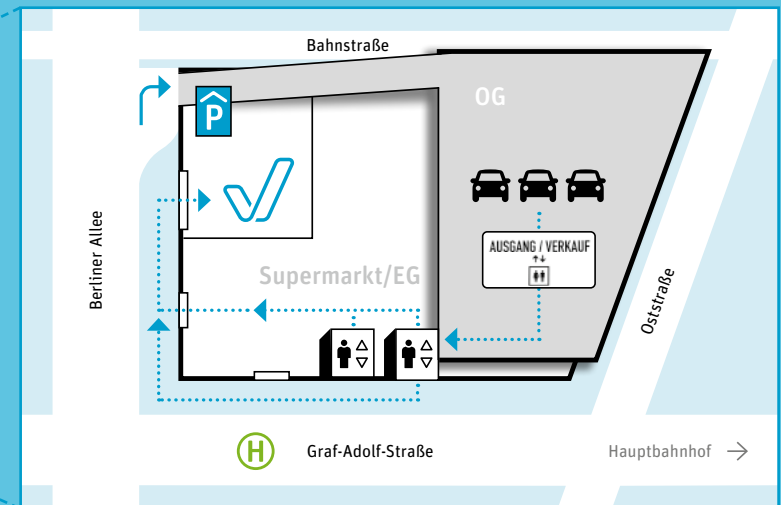 Bahnstraße
P
OG
Berliner Allee
AUSGANG / VERKAUF
Supermarkt/EG
Oststraße
H
Graf-Adolf-Straße
Hauptbahnhof →